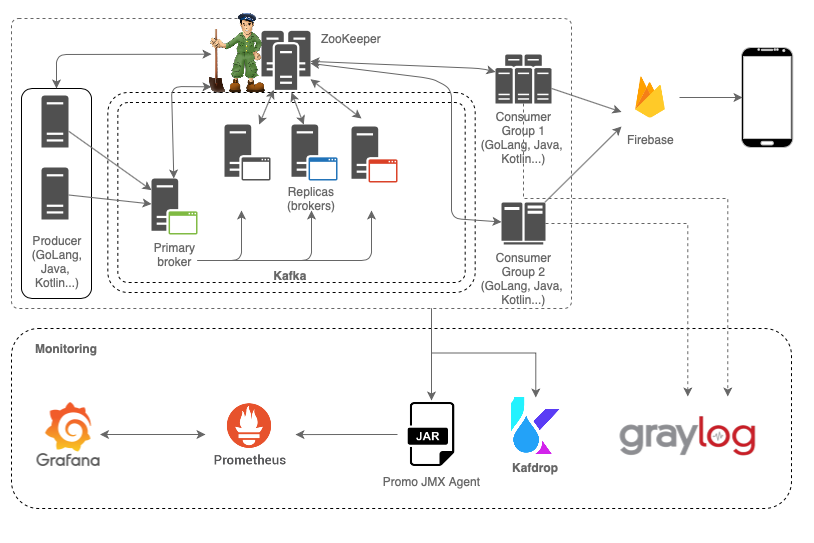 ZooKeeper
Consumer
Group 1
(GoLang, Java,
Kotlin...)
Firebase
Replicas
(brokers)
Producer
(GoLang,
Java,
Kotlin...)
Primary
broker
Kafka
Consumer
Group 2
(GoLang, Java,
Kotlin...)
Monitoring
Grafana
Prometheus
JAR
Promo JMX Agent
Kafdrop
graylog